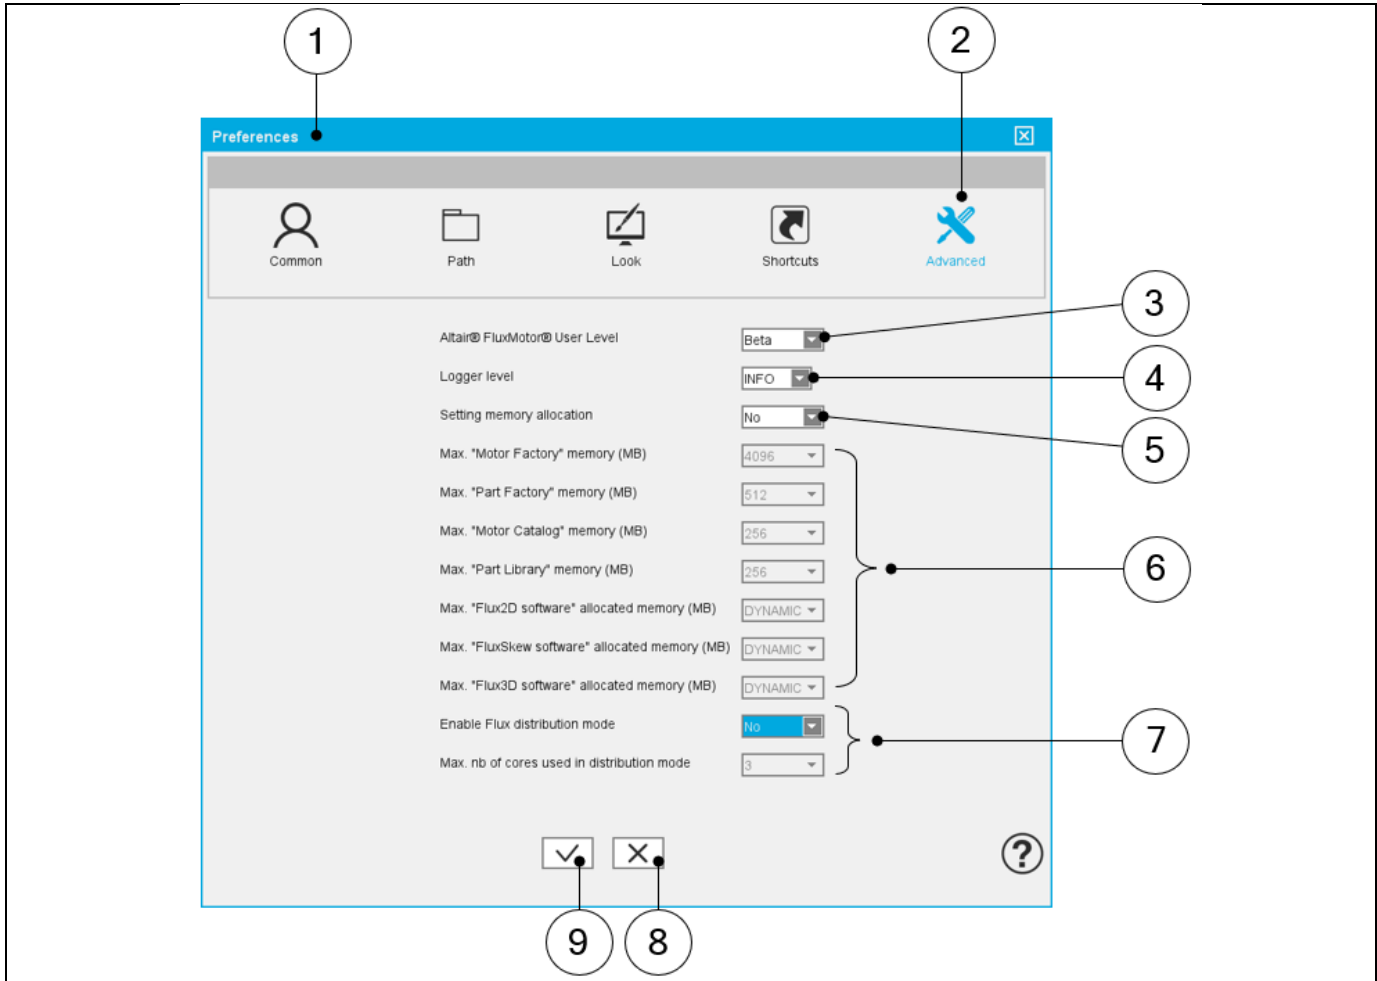 1
2
Preferences
Common
Path
Look
Shortcuts
Advanced
3
Altair® FluxMotor® User Level
Beta
Logger level
INFO
4
Setting memory allocation
No
5
Max. "Motor Factory" memory (MB)
4096
Max. "Part Factory" memory (MB)
512
Max. "Motor Catalog" memory (MB)
256
6
Max. "Part Library" memory (MB)
256
Max. "Flux2D software" allocated memory (MB)
DYNAMIC
Max. "FluxSkew software" allocated memory (MB)
DYNAMIC
Max. "Flux3D software" allocated memory (MB)
DYNAMIC
Enable Flux distribution mode
No
7
Max. nb of cores used in distribution mode
3
?
9
8